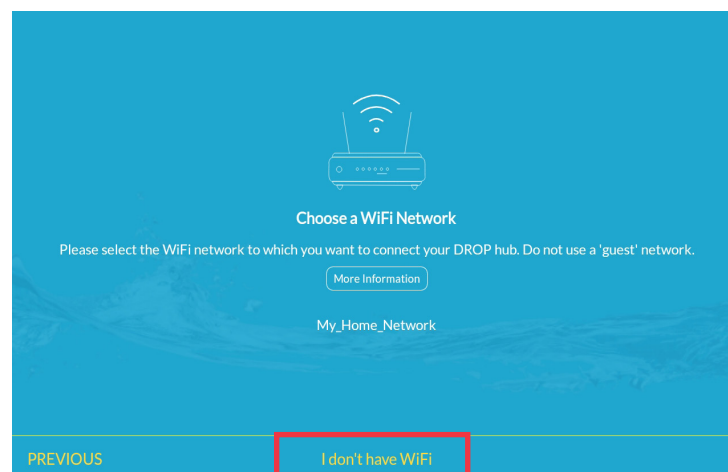 Choose a WiFi Network
Please select the WiFi network to which you want to connect your DROP hub. Do not use a 'guest' network.
More Information
My_Home_Network
PREVIOUS
I don't have WiFi